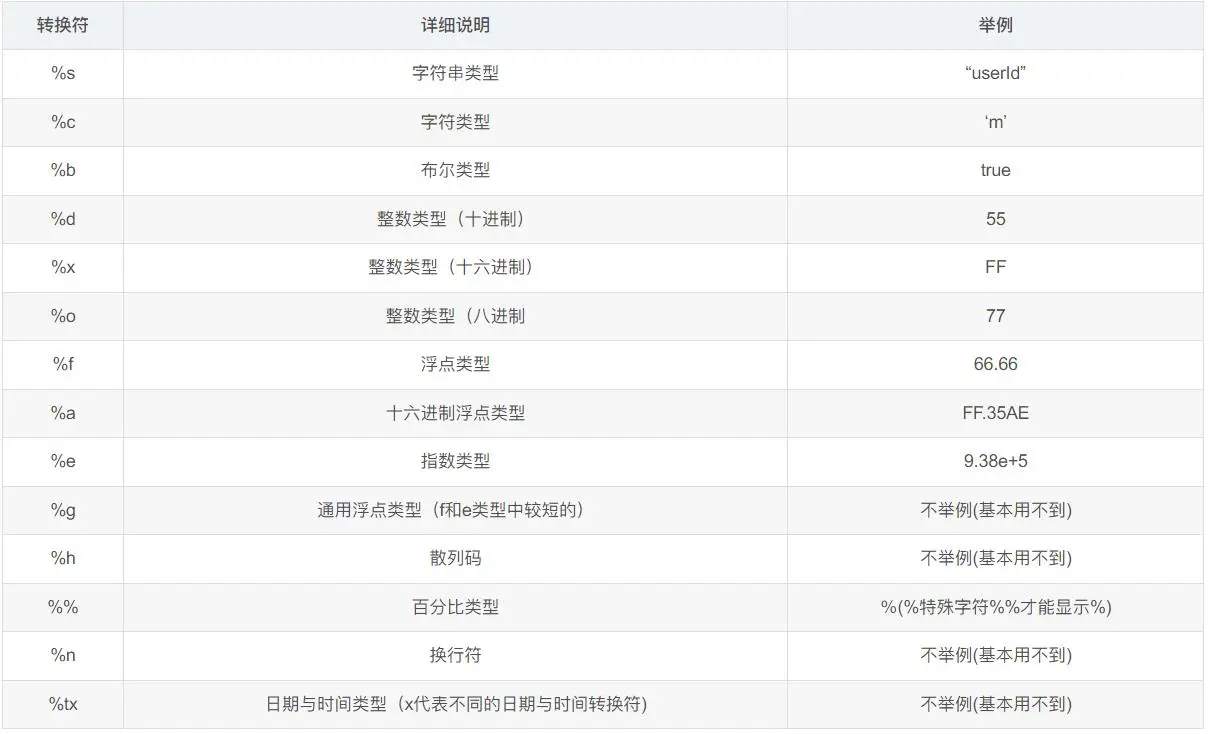 转换符 详细说明 举例
%s 字符串类型 “userId”
%c 字符类型 ‘m’
%b 布尔类型 true
%d 整数类型（十进制） 55
%x 整数类型（十六进制） FF
%o 整数类型（八进制 77
%f 浮点类型 66.66
%a 十六进制浮点类型 FF.35AE
%e 指数类型 9.38e+5
%g 通用浮点类型（f和e类型中较短的） 不举例(基本用不到)
%h 散列码 不举例(基本用不到)
%% 百分比类型 %(%特殊字符%%才能显示%)
%n 换行符 不举例(基本用不到)
%tx 日期与时间类型（x代表不同的日期与时间转换符) 不举例(基本用不到)